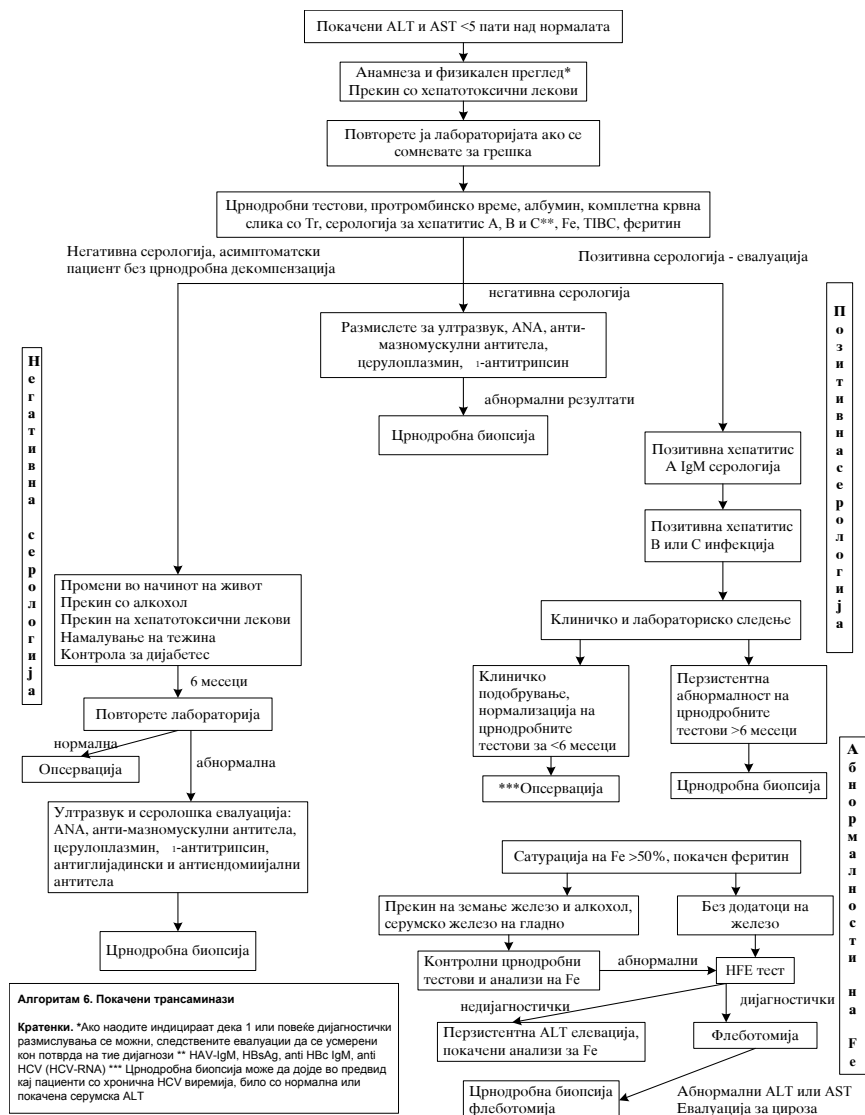 Покачени ALT и AST <5 пати над нормалата
Анамнеза и физикален преглед*
Прекин со хепатотоксични лекови
Повторете ја лабораторијата ако се
сомневате за грешка
Црнодробни тестови, протромбинско време, албумин, комплетна крвна
слика со Tr, серологија за хепатитис А, В и С**, Fe, TIBC, феритин
Негативна серологија, асимптоматски
пациент без црнодробна декомпензација
Позитивна серологија - евалуација
негативна серологија
Размислете за ултразвук, ANA, анти-
мазномускулни антитела,
церулоплазмин, 1-антитрипсин
абнормални резултати
Црнодробна биопсија
Позитивна серологија
Позитивна хепатитис
А IgM серологија
Позитивна хепатитис
В или С инфекција
Клиничко и лабораториско следење
Клиничко
подобрување,
нормализација на
црнодробните
тестови за <6 месеци
***Опсервација
Перзистентна
абнормалност на
црнодробните
тестови >6 месеци
Црнодробна биопсија
Негативна серологија
Промени во начинот на живот
Прекин со алкохол
Прекин на хепатотоксични лекови
Намалување на тежина
Контрола за дијабетес
6 месеци
Повторете лабораторија
нормална
Опсервација
абнормална
Ултразвук и серолошка евалуација:
ANA, анти-мазномускулни антитела,
церулоплазмин, 1-антитрипсин,
антиглијадински и антиендомиијални
антитела
Црнодробна биопсија
Абнормалности на Fe
Сатурација на Fe >50%, покачен феритин
Прекин на земање железо и алкохол,
серумско железо на гладно
Без додатоци на
железо
Контролни црнодробни
тестови и анализи на Fe
абнормални
HFE тест
недијагностички
дијагностички
Перзистентна ALT елевација,
покачени анализи за Fe
Флеботомија
Црнодробна биопсија
флеботомија
Абнормални ALT или AST
Евалуација за цироза
Алгоритам 6. Покачени трансаминази
Кратенки. *Ако наодите индицираат дека 1 или повеќе дијагностички
размислувања се можни, следствените евалуации да се усмерени
кон потврда на тие дијагнози ** HAV-IgM, HBsAg, anti HBc IgM, anti
HCV (HCV-RNA) *** Црнодробна биопсија може да дојде во предвид
кај пациенти со хронична HCV виремија, било со нормална или
покачена серумска ALT